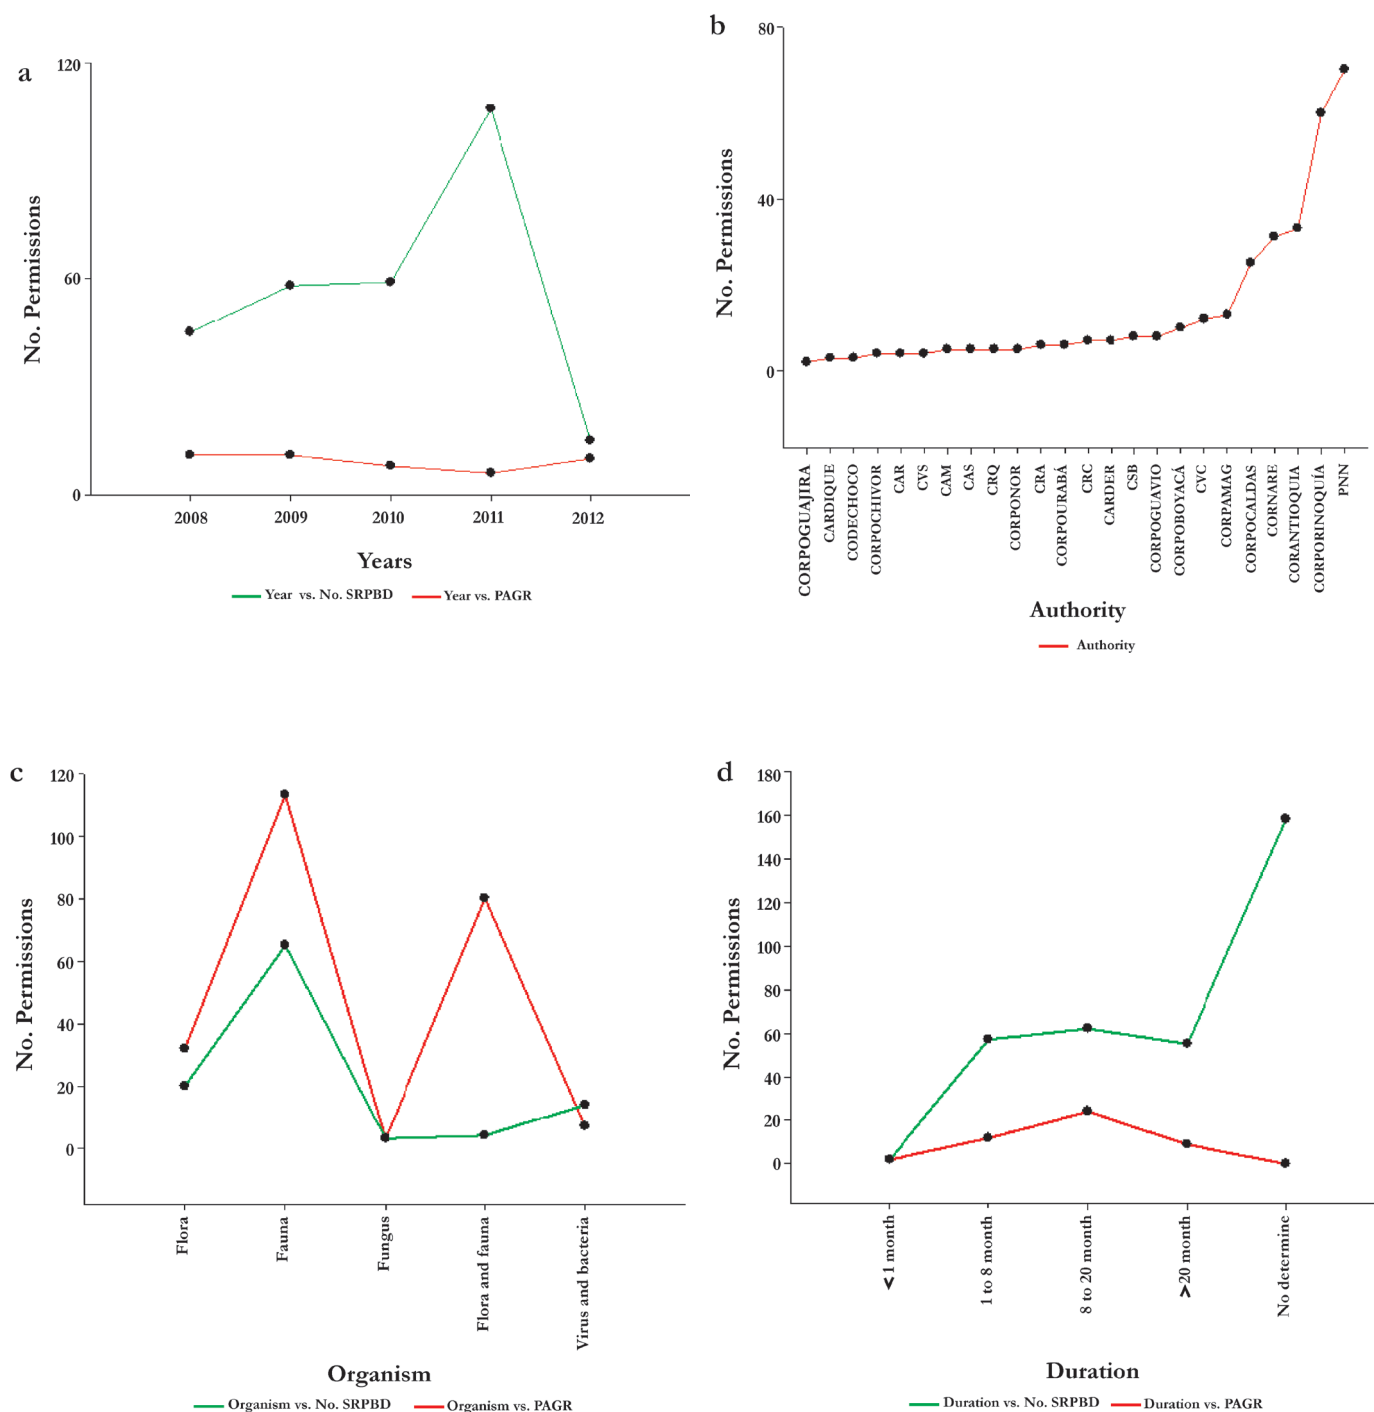 a
120
60
0
No. Permissions
2008 2009 2010 2011 2012
Years
Year vs. No. SRPBD Year vs. PAGR
b
80
40
0
No. Permissions
CORPOGUAJIRA
CARDIQUE
CODECHOCO
CORPOCHIVOR
CAR
CVS
CAM
CAS
CRQ
CORPONOR
CRA
CORPOURABÁ
CRC
CARDER
CSB
CORPOGUAVIO
CORPOBOYACÁ
CVC
CORPAMAG
CORPOCALDAS
CORNARE
CORANTIOQUIA
CORPORINOQUÍA
PNN
Authority
Authority
c
120
100
80
60
40
20
0
No. Permissions
Flora
Fauna
Fungus
Flora and fauna
Virus and bacteria
Organism
Organism vs. No. SRPBD Organism vs. PAGR
d
180
160
140
120
100
80
60
40
20
0
No. Permissions
<1 month
1 to 8 month
8 to 20 month
>20 month
No determine
Duration
Duration vs. No. SRPBD Duration vs. PAGR